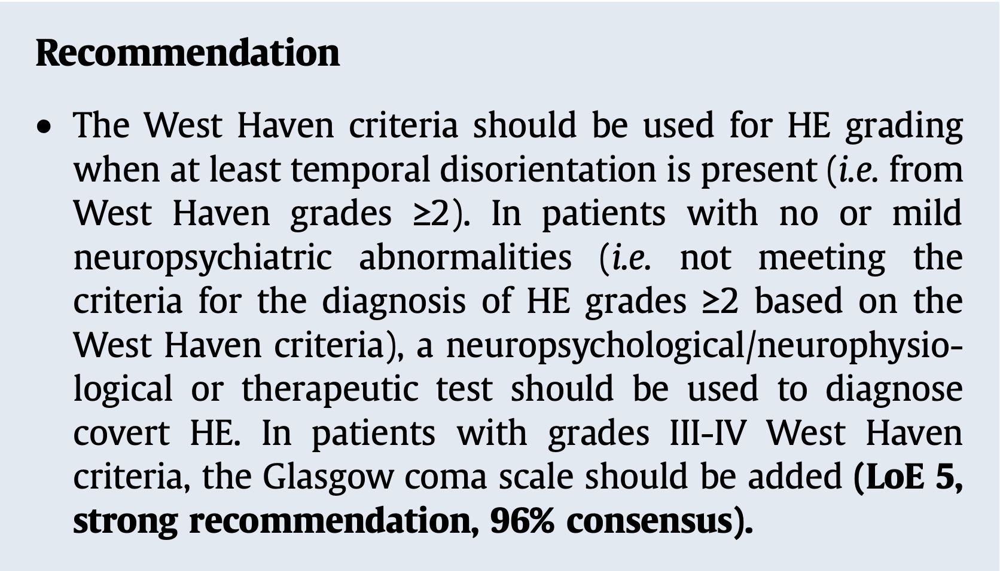 Recommendation
• The West Haven criteria should be used for HE grading
when at least temporal disorientation is present (i.e. from
West Haven grades ≥2). In patients with no or mild
neuropsychiatric abnormalities (i.e. not meeting the
criteria for the diagnosis of HE grades ≥2 based on the
West Haven criteria), a neuropsychological/neurophysio-
logical or therapeutic test should be used to diagnose
covert HE. In patients with grades III-IV West Haven
criteria, the Glasgow coma scale should be added (LoE 5,
strong recommendation, 96% consensus).